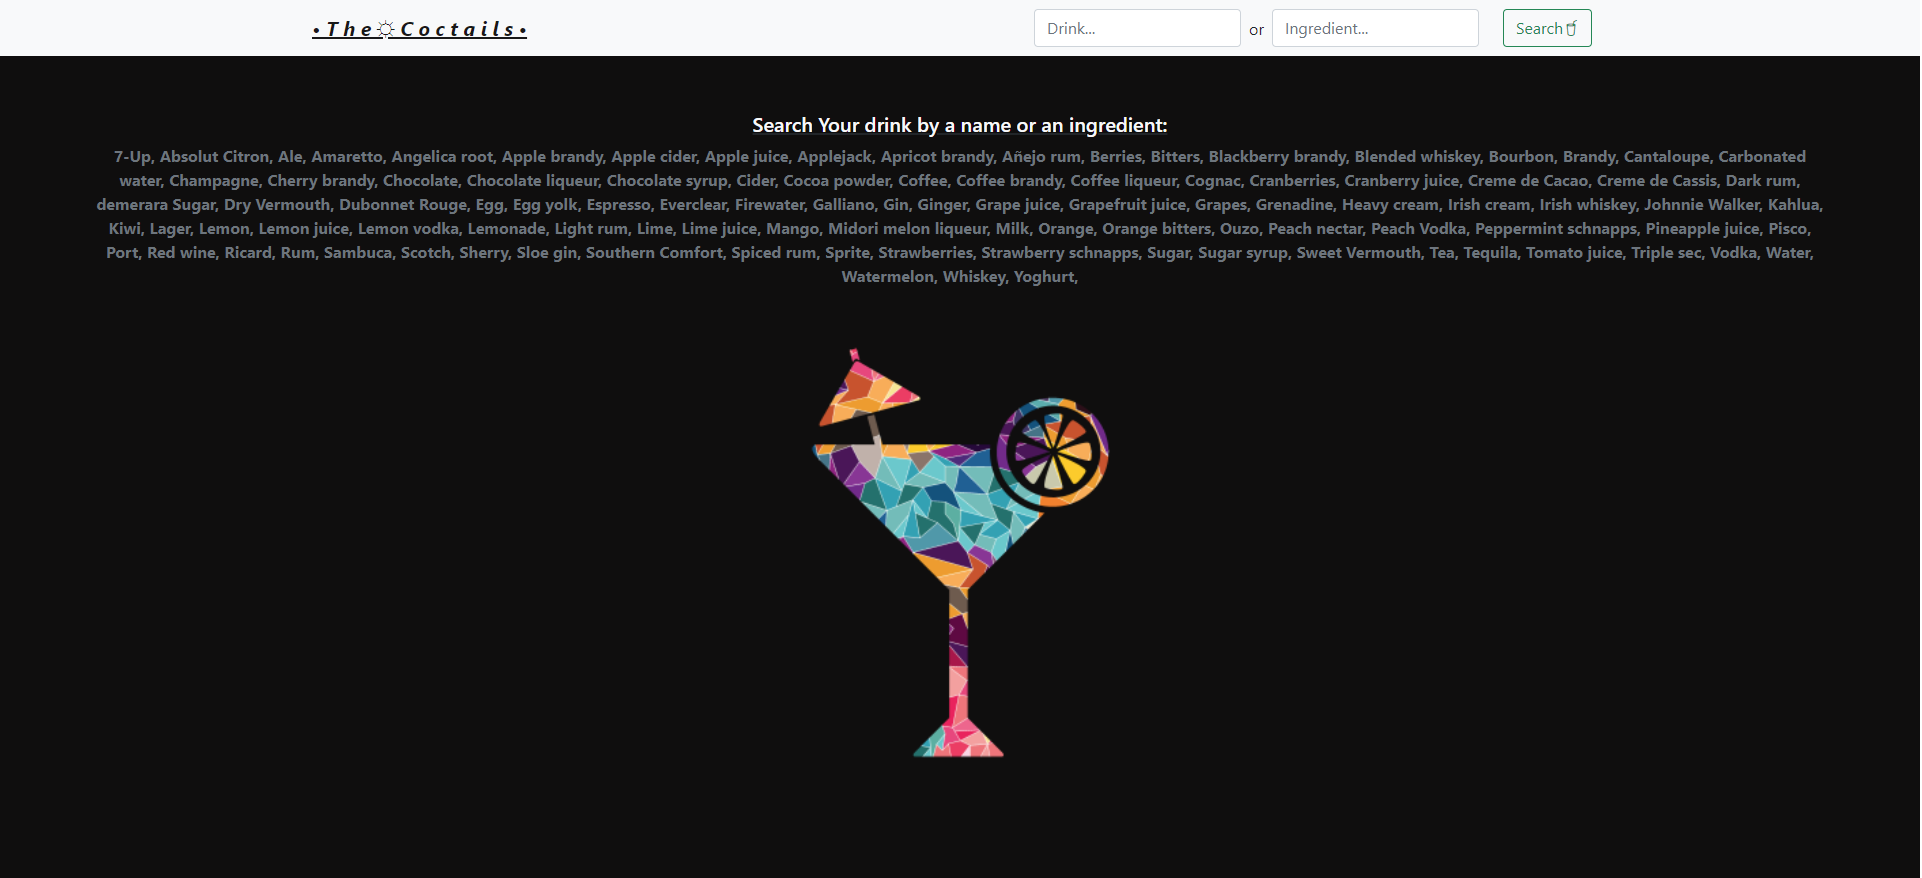 •The☼Coctails•
Drink... or Ingredient... Search
Search Your drink by a name or an ingredient:
7-Up, Absolut Citron, Ale, Amaretto, Angelica root, Apple brandy, Apple cider, Apple juice, Applejack, Apricot brandy, Añejo rum, Berries, Bitters, Blackberry brandy, Blended whiskey, Bourbon, Brandy, Cantaloupe, Carbonated
water, Champagne, Cherry brandy, Chocolate, Chocolate liqueur, Chocolate syrup, Cider, Cocoa powder, Coffee, Coffee brandy, Coffee liqueur, Cognac, Cranberries, Cranberry juice, Creme de Cacao, Creme de Cassis, Dark rum,
demerara Sugar, Dry Vermouth, Dubonnet Rouge, Egg, Egg yolk, Espresso, Everclear, Firewater, Galliano, Gin, Ginger, Grape juice, Grapefruit juice, Grapes, Grenadine, Heavy cream, Irish cream, Irish whiskey, Johnnie Walker, Kahlua,
Kiwi, Lager, Lemon, Lemon juice, Lemon vodka, Lemonade, Light rum, Lime, Lime juice, Mango, Midori melon liqueur, Milk, Orange, Orange bitters, Ouzo, Peach nectar, Peach Vodka, Peppermint schnapps, Pineapple juice, Pisco,
Port, Red wine, Ricard, Rum, Sambuca, Scotch, Sherry, Sloe gin, Southern Comfort, Spiced rum, Sprite, Strawberries, Strawberry schnapps, Sugar, Sugar syrup, Sweet Vermouth, Tea, Tequila, Tomato juice, Triple sec, Vodka, Water,
Watermelon, Whiskey, Yoghurt,